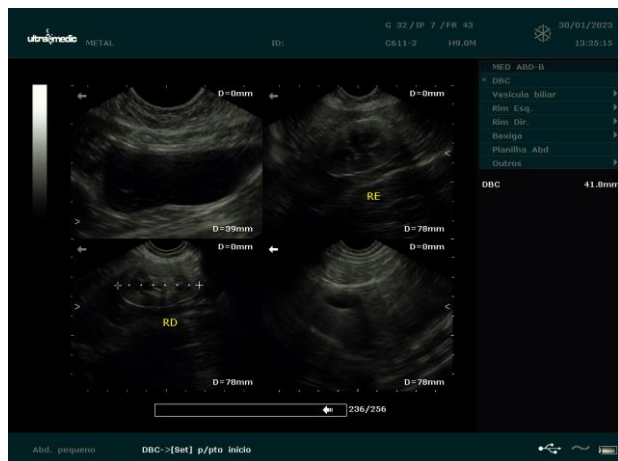 G 32/IP 7 /FR 43
30/01/2023
ultramedic METAL ID: C611-2 H9.0M 13:35:15
MED ABD-B
DBC
Vesícula biliar
Rim Esq.
Rim Dir.
Bexiga
Planilha Abd
Outros
DBC 41.8mm
D=0mm
D=0mm
RE
D=39mm
D=78mm
D=0mm
D=0mm
RD
D=78mm
D=78mm
236/256
Abd. pequeno DBC->[Set] p/pto início